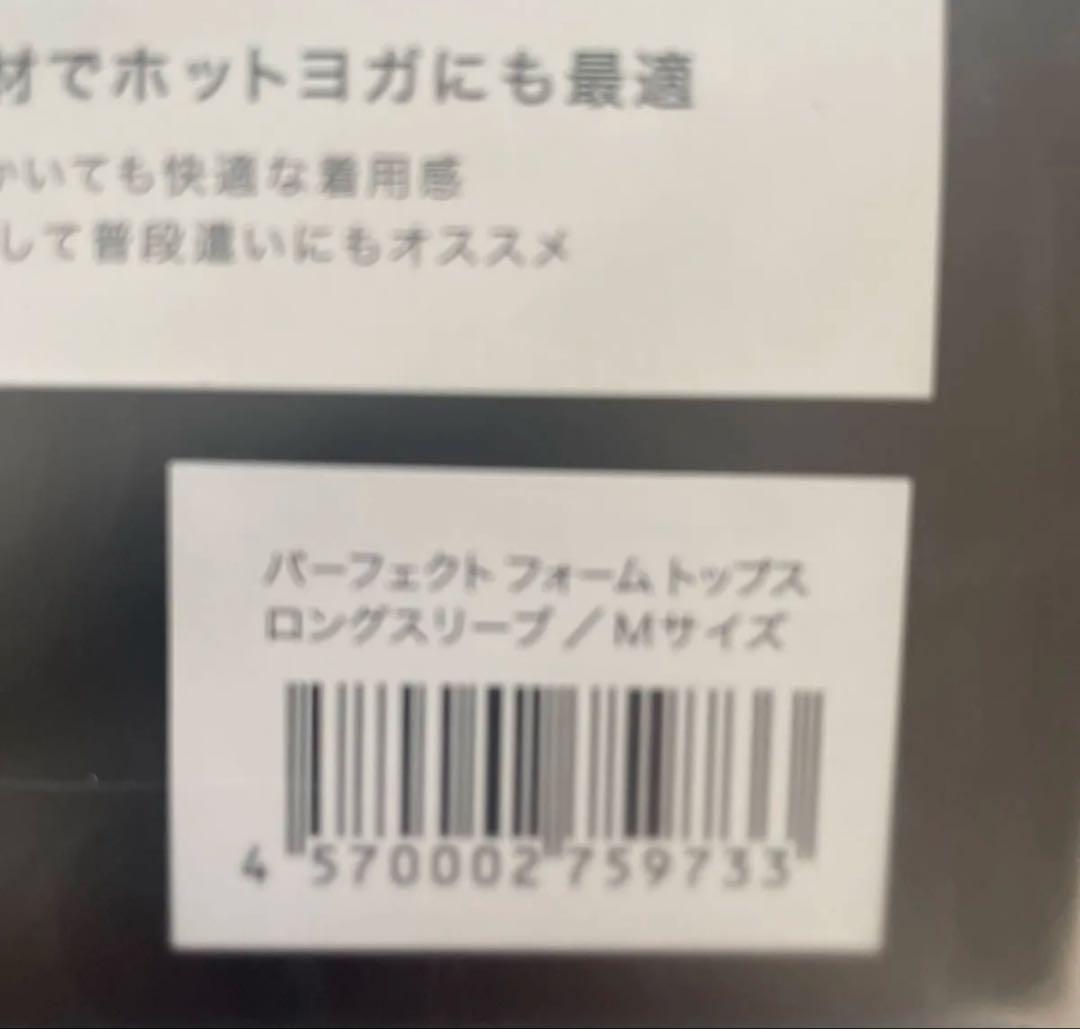 材でホットヨガにも最適
かいても快適な着用感
して普段遣いにもオススメ
パーフェクト フォーム トップス
ロングスリーブ／Mサイズ
4 570002 759733